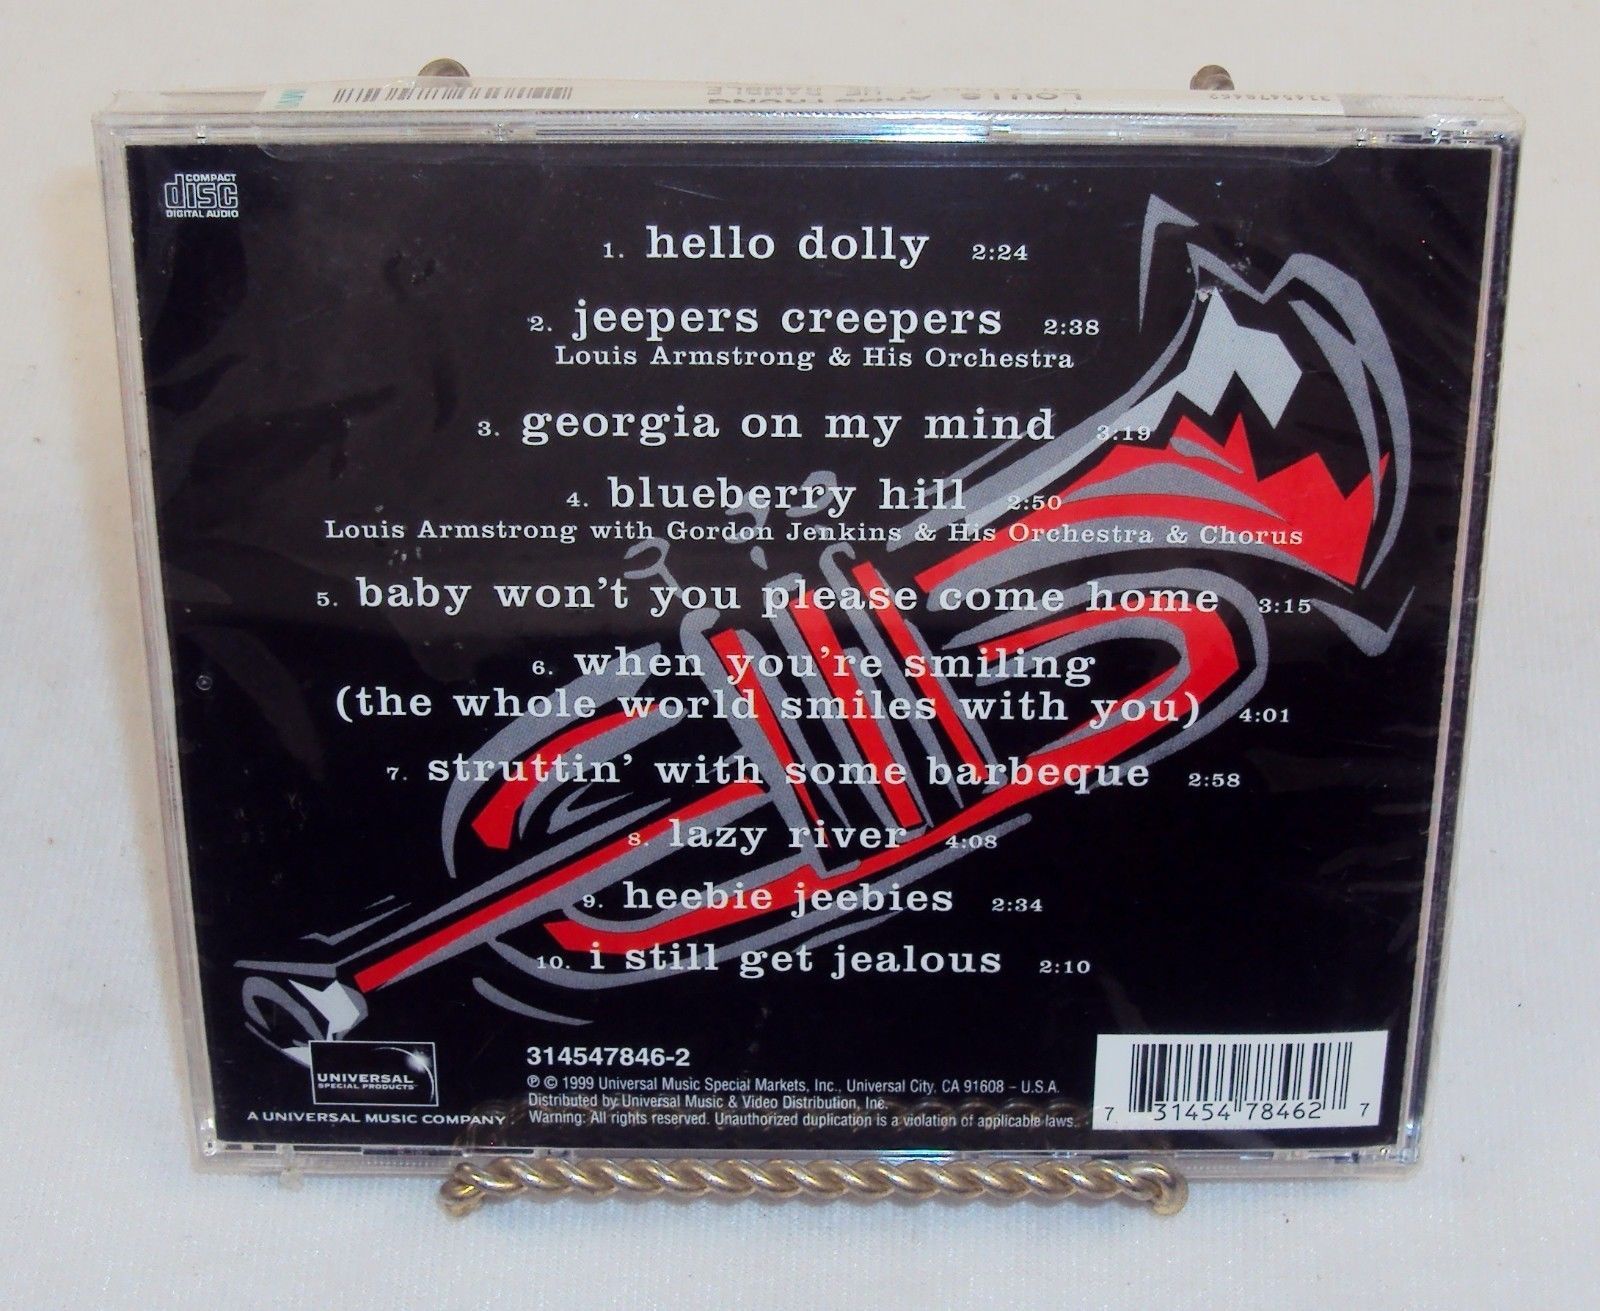 LOUIS ARMSTRONG
314547846-2
COMPACT
disc
DIGITAL AUDIO
1. hello dolly 2:24
2. jeepers creepers 2:38
Louis Armstrong & His Orchestra
3. georgia on my mind 3:19
4. blueberry hill 2:50
Louis Armstrong with Gordon Jenkins & His Orchestra & Chorus
5. baby won't you please come home 3:15
6. when you're smiling
(the whole world smiles with you) 4:01
7. struttin' with some barbeque 2:58
8. lazy river 4:08
9. heebie jeebies 2:34
10. i still get jealous 2:10
UNIVERSAL
SPECIAL PRODUCTS
A UNIVERSAL MUSIC COMPANY
314547846-2
℗ © 1999 Universal Music Special Markets, Inc., Universal City, CA 91608 – U.S.A.
Distributed by Universal Music & Video Distribution, Inc.
Warning: All rights reserved. Unauthorized duplication is a violation of applicable laws.
7 31454 78462 7